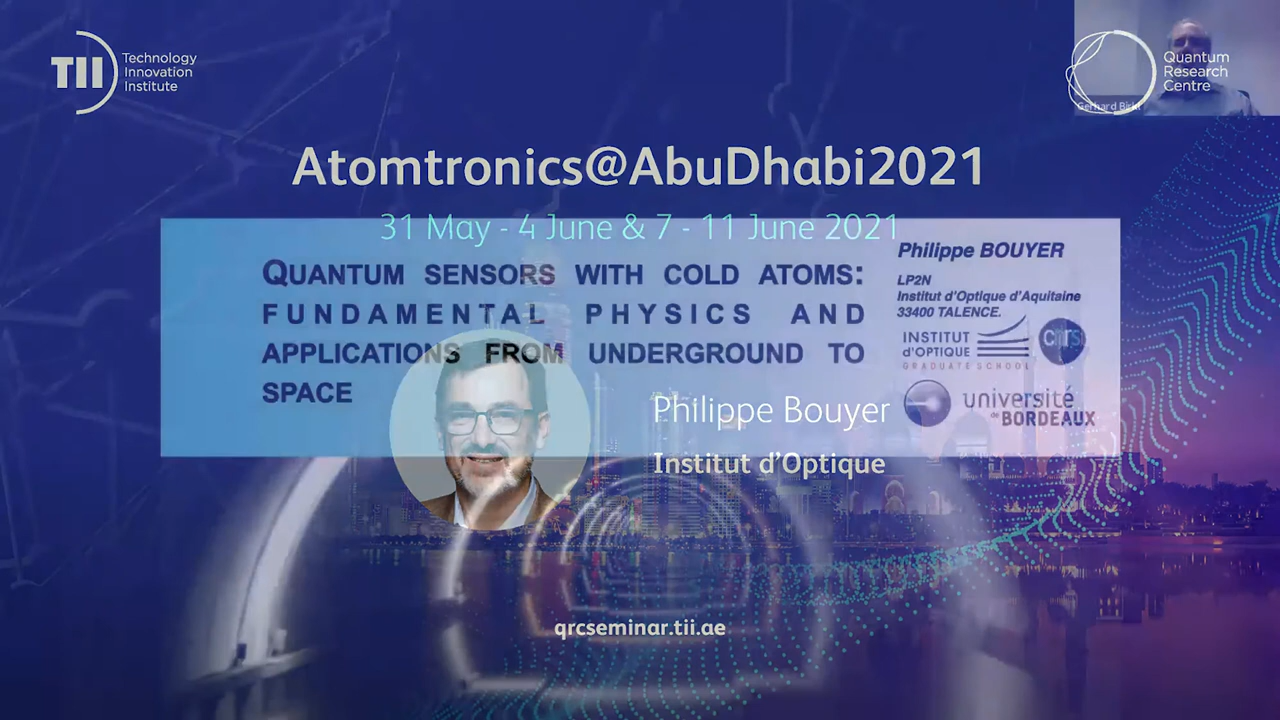 TII
Technology
Innovation
Institute
Quantum
Research
Centre
Gerhard Birkl
Atomtronics@AbuDhabi2021
31 May - 4 June & 7 - 11 June 2021
QUANTUM SENSORS WITH COLD ATOMS:
FUNDAMENTAL PHYSICS AND
APPLICATIONS FROM UNDERGROUND TO
SPACE
Philippe BOUYER
LP2N
Institut d'Optique d'Aquitaine
33400 TALENCE.
INSTITUT
d'OPTIQUE
GRADUATE SCHOOL
cnrs
université
de BORDEAUX
Philippe Bouyer
Institut d'Optique
qrcseminar.tii.ae